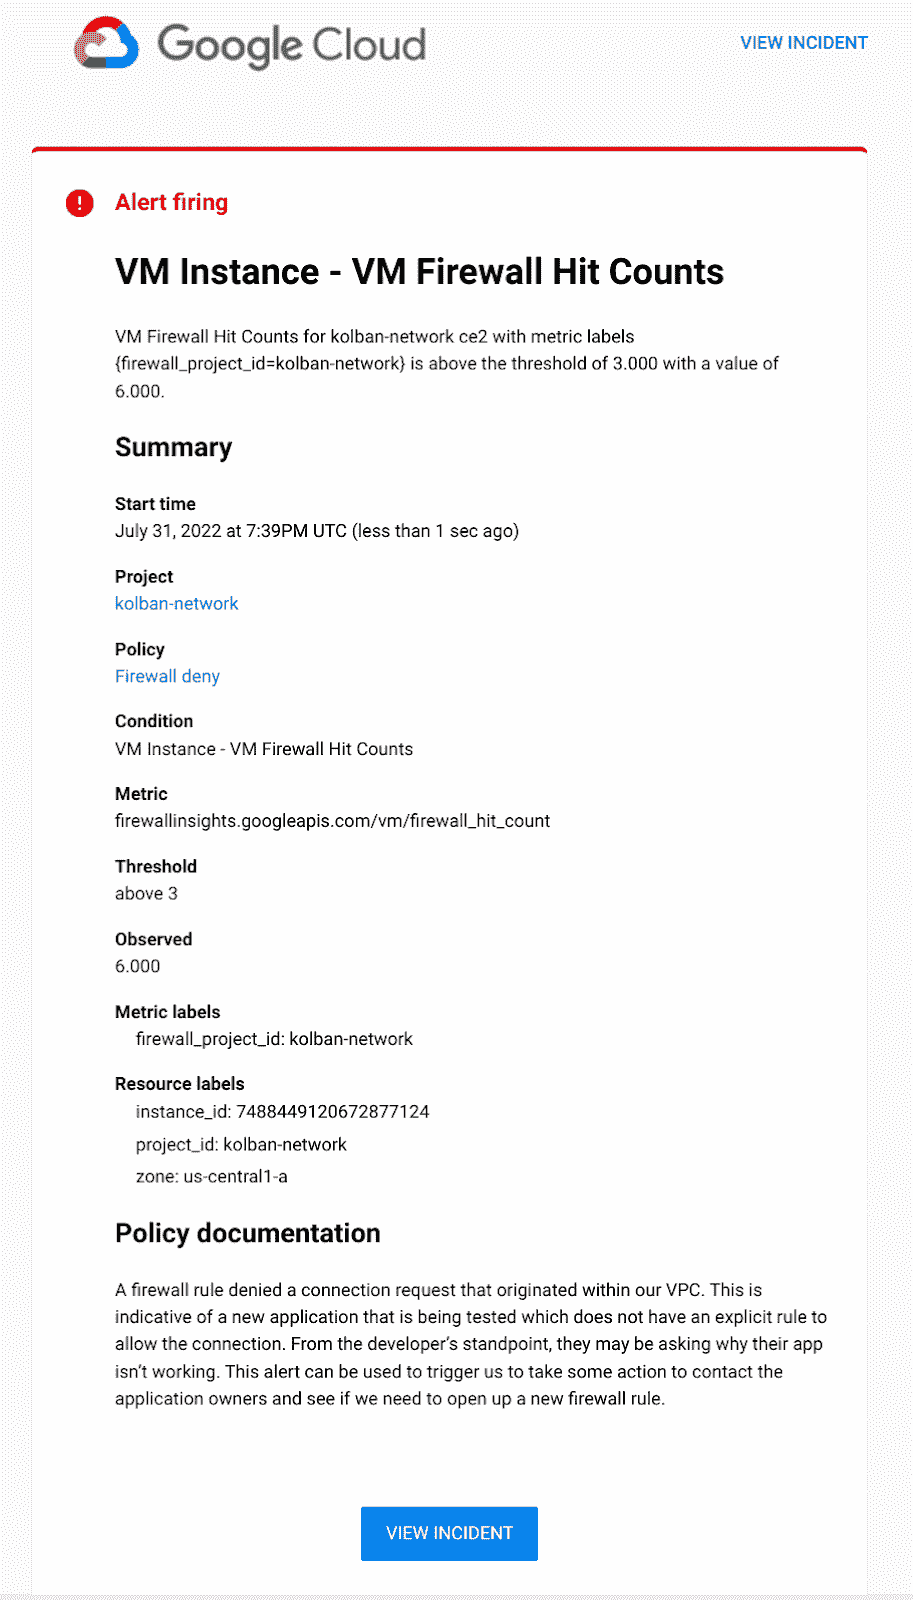 Google Cloud
VIEW INCIDENT
Alert firing
VM Instance - VM Firewall Hit Counts
VM Firewall Hit Counts for kolban-network ce2 with metric labels
{firewall_project_id=kolban-network} is above the threshold of 3.000 with a value of
6.000.
Summary
Start time
July 31, 2022 at 7:39PM UTC (less than 1 sec ago)
Project
kolban-network
Policy
Firewall deny
Condition
VM Instance - VM Firewall Hit Counts
Metric
firewallinsights.googleapis.com/vm/firewall_hit_count
Threshold
above 3
Observed
6.000
Metric labels
firewall_project_id: kolban-network
Resource labels
instance_id: 7488449120672877124
project_id: kolban-network
zone: us-central1-a
Policy documentation
A firewall rule denied a connection request that originated within our VPC. This is
indicative of a new application that is being tested which does not have an explicit rule to
allow the connection. From the developer's standpoint, they may be asking why their app
isn't working. This alert can be used to trigger us to take some action to contact the
application owners and see if we need to open up a new firewall rule.
VIEW INCIDENT